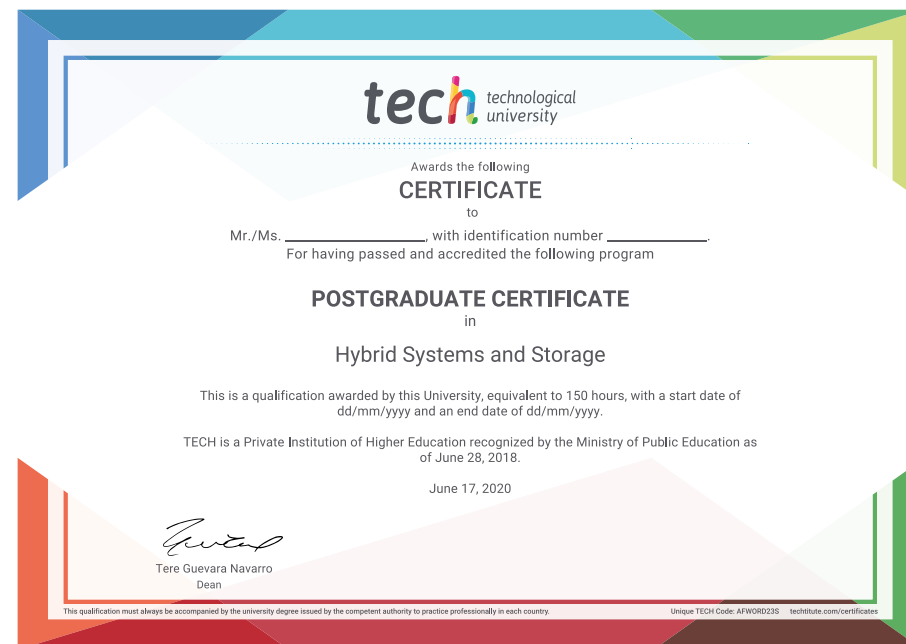 tech technological
university
Awards the following
CERTIFICATE
to
Mr./Ms. ____________________, with identification number ______________.
For having passed and accredited the following program
POSTGRADUATE CERTIFICATE
in
Hybrid Systems and Storage
This is a qualification awarded by this University, equivalent to 150 hours, with a start date of
dd/mm/yyyy and an end date of dd/mm/yyyy.
TECH is a Private Institution of Higher Education recognized by the Ministry of Public Education as
of June 28, 2018.
June 17, 2020
Tere Guevara Navarro
Dean
This qualification must always be accompanied by the university degree issued by the competent authority to practice professionally in each country. Unique TECH Code: AFWORD23S techtitute.com/certificates